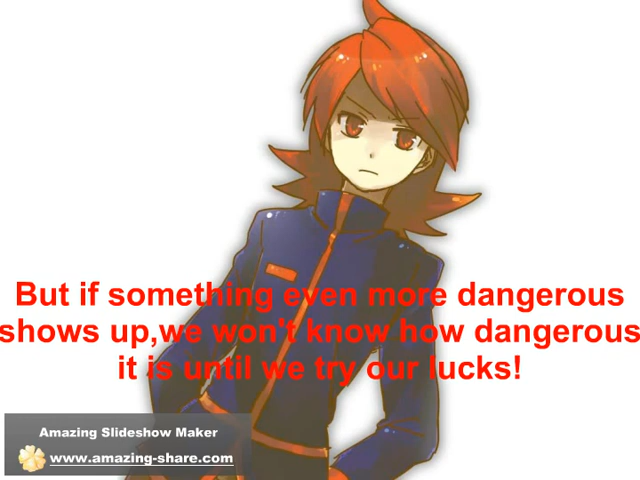 But if something even more dangerous
shows up,we won't know how dangerous
it is until we try our lucks!
Amazing Slideshow Maker
www.amazing-share.com